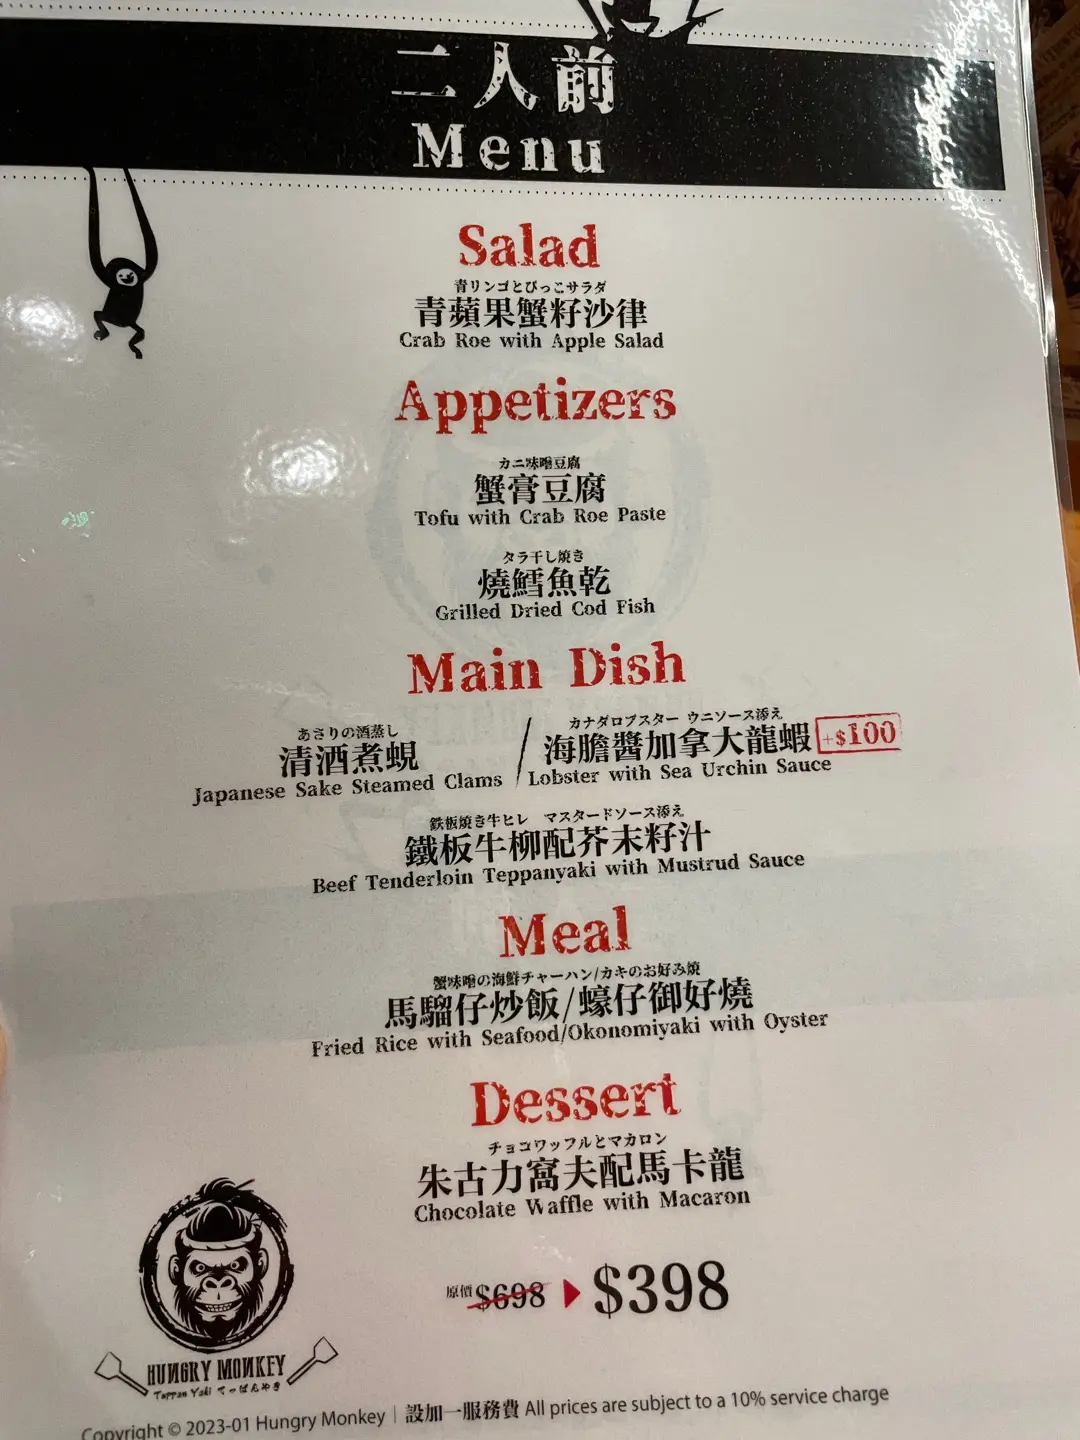 二人前
Menu
Salad
青リンゴとびっこサラダ
青蘋果蟹籽沙律
Crab Roe with Apple Salad
Appetizers
カニ味噌豆腐
蟹膏豆腐
Tofu with Crab Roe Paste
タラ干し焼き
燒鱈魚乾
Grilled Dried Cod Fish
Main Dish
あさりの酒蒸し
清酒煮蜆
Japanese Sake Steamed Clams
/
カナダロブスター ウニソース添え
海膽醬加拿大龍蝦 +$100
Lobster with Sea Urchin Sauce
鉄板焼き牛ヒレ マスタードソース添え
鐵板牛柳配芥末籽汁
Beef Tenderloin Teppanyaki with Mustrud Sauce
Meal
蟹味噌の海鮮チャーハン/カキのお好み焼
馬騮仔炒飯/蠔仔御好燒
Fried Rice with Seafood/Okonomiyaki with Oyster
Dessert
チョコワッフルとマカロン
朱古力窩夫配馬卡龍
Chocolate Waffle with Macaron
原價 $698 $398
HUNGRY MONKEY
Teppan Yaki てっぱんやき
Copyright © 2023-01 Hungry Monkey | 設加一服務費 All prices are subject to a 10% service charge